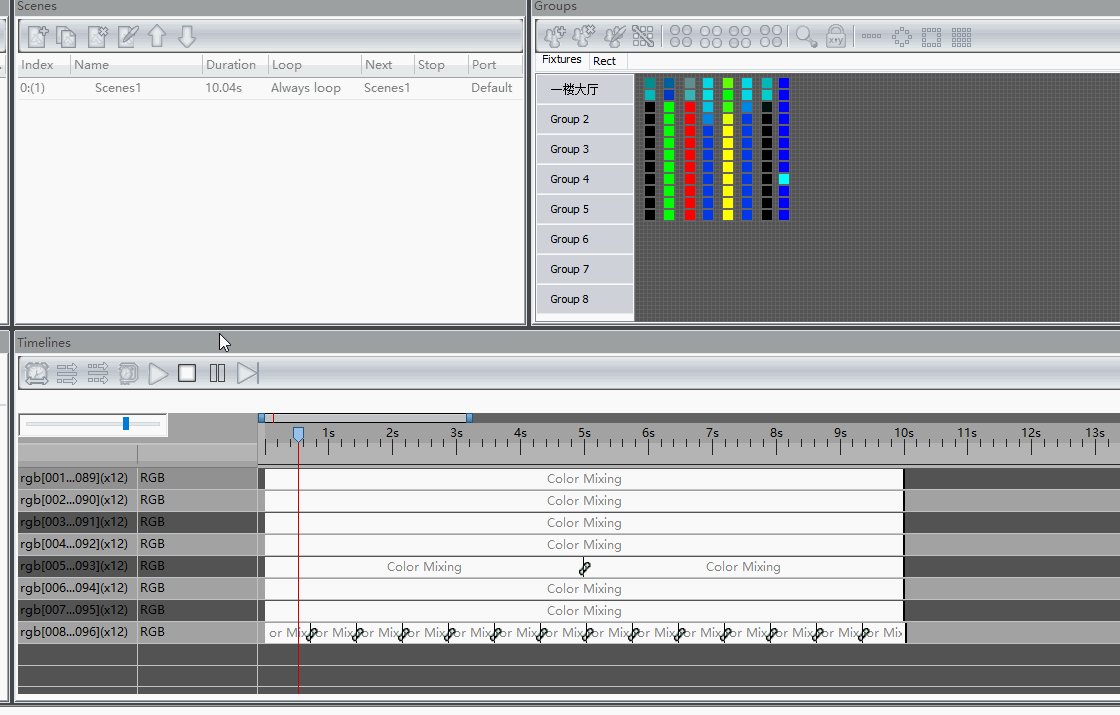 Scenes
Index Name Duration Loop Next Stop Port
0:(1) Scenes1 10.04s Always loop Scenes1 Default
Groups
x+y
Fixtures Rect
一楼大厅
Group 2
Group 3
Group 4
Group 5
Group 6
Group 7
Group 8
Timelines
1s 2s 3s 4s 5s 6s 7s 8s 9s 10s 11s 12s 13s
rgb[001...089](x12) RGB Color Mixing
rgb[002...090](x12) RGB Color Mixing
rgb[003...091](x12) RGB Color Mixing
rgb[004...092](x12) RGB Color Mixing
rgb[005...093](x12) RGB Color Mixing Color Mixing
rgb[006...094](x12) RGB Color Mixing
rgb[007...095](x12) RGB Color Mixing
rgb[008...096](x12) RGB or Mix or Mix or Mix or Mix or Mix or Mix or Mix or Mix or Mix or Mix or Mix or Mix or Mix or Mix